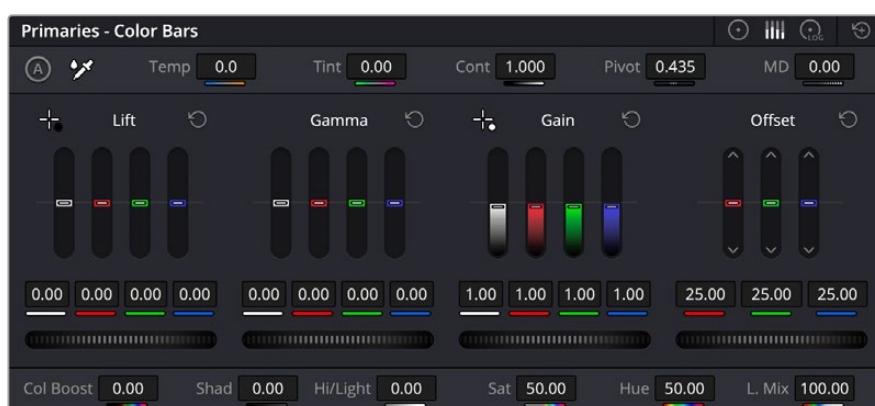 Primaries - Color Bars
LOG
A Temp 0.0 Tint 0.00 Cont 1.000 Pivot 0.435 MD 0.00
Lift Gamma Gain Offset
0.00 0.00 0.00 0.00 0.00 0.00 0.00 0.00 1.00 1.00 1.00 1.00 25.00 25.00 25.00
Col Boost 0.00 Shad 0.00 Hi/Light 0.00 Sat 50.00 Hue 50.00 L. Mix 100.00